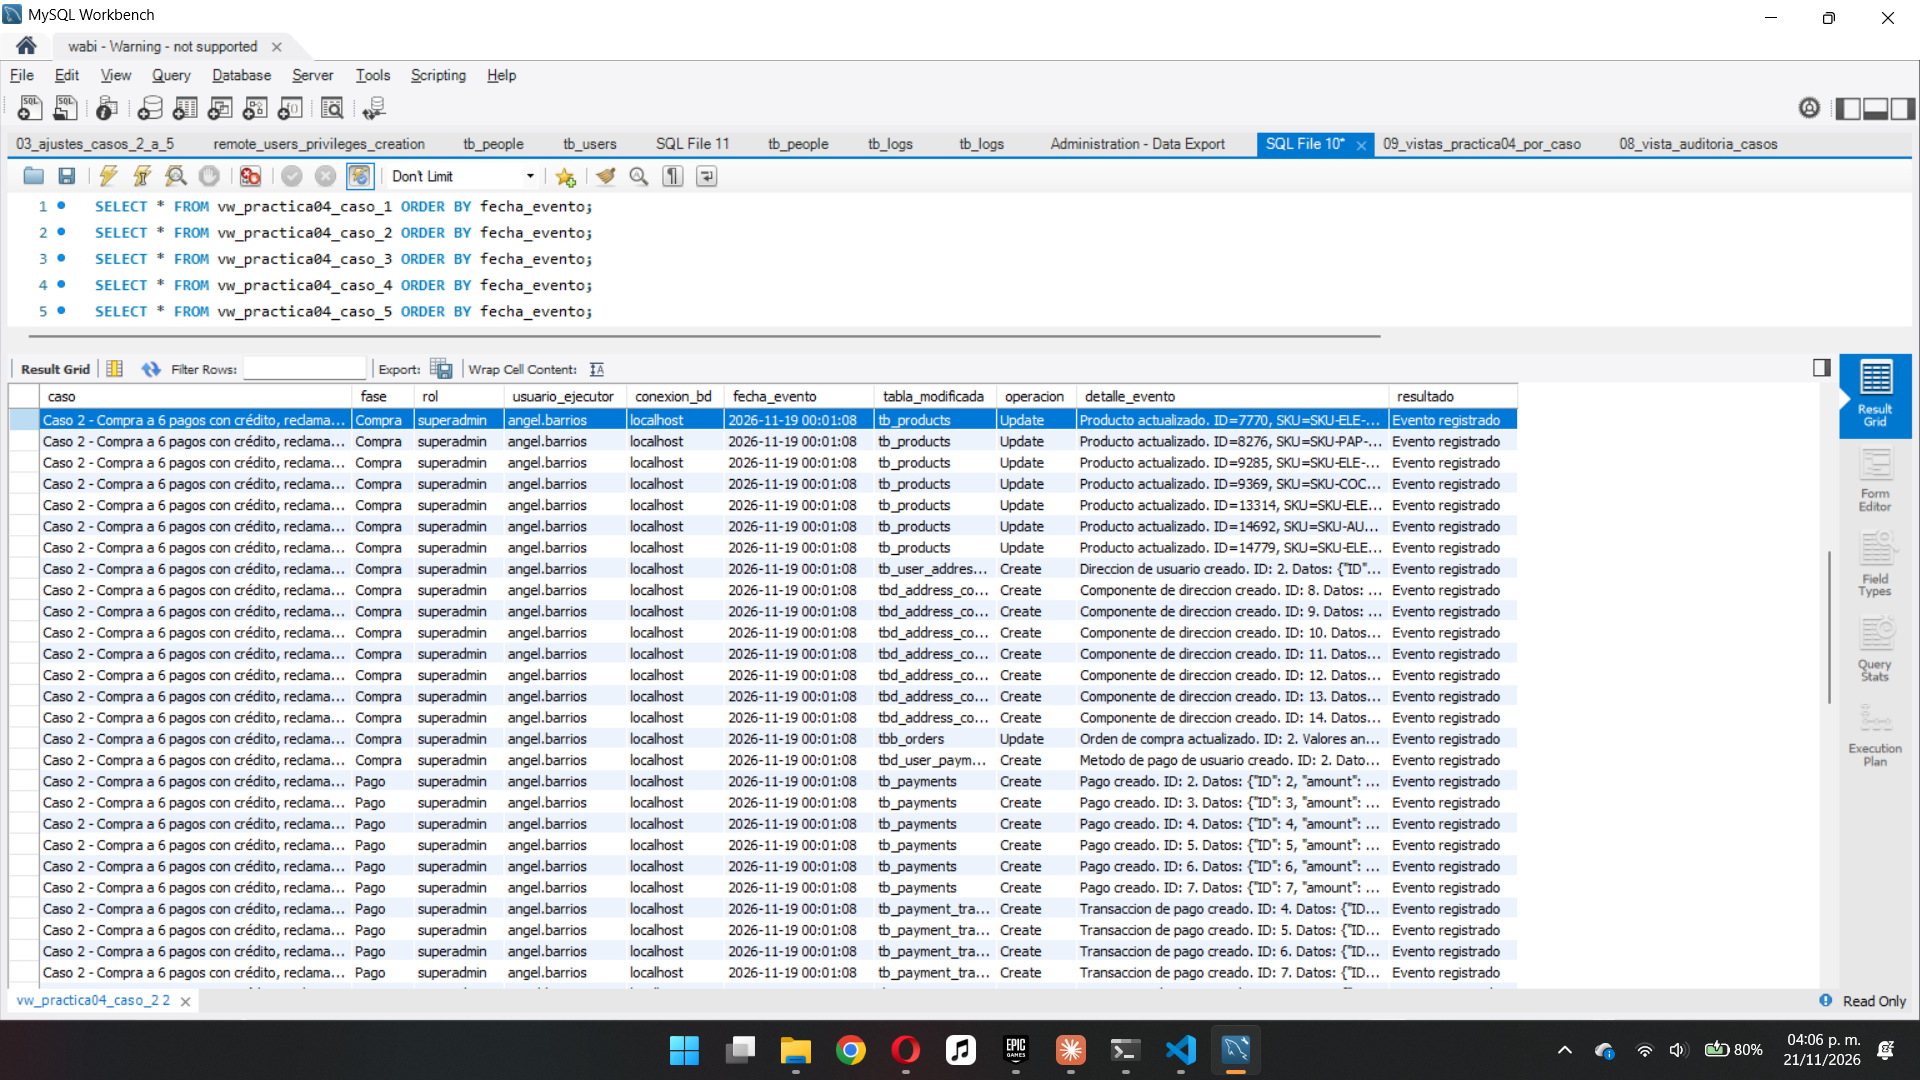 MySQL Workbench
wabi - Warning - not supported
File Edit View Query Database Server Tools Scripting Help
03_ajustes_casos_2_a_5 remote_users_privileges_creation tb_people tb_users SQL File 11 tb_people tb_logs tb_logs Administration - Data Export SQL File 10* 09_vistas_practica04_por_caso 08_vista_auditoria_casos
Don't Limit
1 SELECT * FROM vw_practica04_caso_1 ORDER BY fecha_evento;
2 SELECT * FROM vw_practica04_caso_2 ORDER BY fecha_evento;
3 SELECT * FROM vw_practica04_caso_3 ORDER BY fecha_evento;
4 SELECT * FROM vw_practica04_caso_4 ORDER BY fecha_evento;
5 SELECT * FROM vw_practica04_caso_5 ORDER BY fecha_evento;
Result Grid Filter Rows: Export: Wrap Cell Content:
caso fase rol usuario_ejecutor conexion_bd fecha_evento tabla_modificada operacion detalle_evento resultado
Caso 2 - Compra a 6 pagos con crédito, reclama... Compra superadmin angel.barrios localhost 2026-11-19 00:01:08 tb_products Update Producto actualizado. ID=7770, SKU=SKU-ELE-... Evento registrado
Caso 2 - Compra a 6 pagos con crédito, reclama... Compra superadmin angel.barrios localhost 2026-11-19 00:01:08 tb_products Update Producto actualizado. ID=8276, SKU=SKU-PAP-... Evento registrado
Caso 2 - Compra a 6 pagos con crédito, reclama... Compra superadmin angel.barrios localhost 2026-11-19 00:01:08 tb_products Update Producto actualizado. ID=9285, SKU=SKU-ELE-... Evento registrado
Caso 2 - Compra a 6 pagos con crédito, reclama... Compra superadmin angel.barrios localhost 2026-11-19 00:01:08 tb_products Update Producto actualizado. ID=9369, SKU=SKU-COC... Evento registrado
Caso 2 - Compra a 6 pagos con crédito, reclama... Compra superadmin angel.barrios localhost 2026-11-19 00:01:08 tb_products Update Producto actualizado. ID=13314, SKU=SKU-ELE... Evento registrado
Caso 2 - Compra a 6 pagos con crédito, reclama... Compra superadmin angel.barrios localhost 2026-11-19 00:01:08 tb_products Update Producto actualizado. ID=14692, SKU=SKU-AU... Evento registrado
Caso 2 - Compra a 6 pagos con crédito, reclama... Compra superadmin angel.barrios localhost 2026-11-19 00:01:08 tb_products Update Producto actualizado. ID=14779, SKU=SKU-ELE... Evento registrado
Caso 2 - Compra a 6 pagos con crédito, reclama... Compra superadmin angel.barrios localhost 2026-11-19 00:01:08 tb_user_addres... Create Direccion de usuario creado. ID: 2. Datos: {"ID"... Evento registrado
Caso 2 - Compra a 6 pagos con crédito, reclama... Compra superadmin angel.barrios localhost 2026-11-19 00:01:08 tbd_address_co... Create Componente de direccion creado. ID: 8. Datos: ... Evento registrado
Caso 2 - Compra a 6 pagos con crédito, reclama... Compra superadmin angel.barrios localhost 2026-11-19 00:01:08 tbd_address_co... Create Componente de direccion creado. ID: 9. Datos: ... Evento registrado
Caso 2 - Compra a 6 pagos con crédito, reclama... Compra superadmin angel.barrios localhost 2026-11-19 00:01:08 tbd_address_co... Create Componente de direccion creado. ID: 10. Datos... Evento registrado
Caso 2 - Compra a 6 pagos con crédito, reclama... Compra superadmin angel.barrios localhost 2026-11-19 00:01:08 tbd_address_co... Create Componente de direccion creado. ID: 11. Datos... Evento registrado
Caso 2 - Compra a 6 pagos con crédito, reclama... Compra superadmin angel.barrios localhost 2026-11-19 00:01:08 tbd_address_co... Create Componente de direccion creado. ID: 12. Datos... Evento registrado
Caso 2 - Compra a 6 pagos con crédito, reclama... Compra superadmin angel.barrios localhost 2026-11-19 00:01:08 tbd_address_co... Create Componente de direccion creado. ID: 13. Datos... Evento registrado
Caso 2 - Compra a 6 pagos con crédito, reclama... Compra superadmin angel.barrios localhost 2026-11-19 00:01:08 tbd_address_co... Create Componente de direccion creado. ID: 14. Datos... Evento registrado
Caso 2 - Compra a 6 pagos con crédito, reclama... Compra superadmin angel.barrios localhost 2026-11-19 00:01:08 tbb_orders Update Orden de compra actualizado. ID: 2. Valores an... Evento registrado
Caso 2 - Compra a 6 pagos con crédito, reclama... Compra superadmin angel.barrios localhost 2026-11-19 00:01:08 tbd_user_paym... Create Metodo de pago de usuario creado. ID: 2. Dato... Evento registrado
Caso 2 - Compra a 6 pagos con crédito, reclama... Pago superadmin angel.barrios localhost 2026-11-19 00:01:08 tb_payments Create Pago creado. ID: 2. Datos: {"ID": 2, "amount": ... Evento registrado
Caso 2 - Compra a 6 pagos con crédito, reclama... Pago superadmin angel.barrios localhost 2026-11-19 00:01:08 tb_payments Create Pago creado. ID: 3. Datos: {"ID": 3, "amount": ... Evento registrado
Caso 2 - Compra a 6 pagos con crédito, reclama... Pago superadmin angel.barrios localhost 2026-11-19 00:01:08 tb_payments Create Pago creado. ID: 4. Datos: {"ID": 4, "amount": ... Evento registrado
Caso 2 - Compra a 6 pagos con crédito, reclama... Pago superadmin angel.barrios localhost 2026-11-19 00:01:08 tb_payments Create Pago creado. ID: 5. Datos: {"ID": 5, "amount": ... Evento registrado
Caso 2 - Compra a 6 pagos con crédito, reclama... Pago superadmin angel.barrios localhost 2026-11-19 00:01:08 tb_payments Create Pago creado. ID: 6. Datos: {"ID": 6, "amount": ... Evento registrado
Caso 2 - Compra a 6 pagos con crédito, reclama... Pago superadmin angel.barrios localhost 2026-11-19 00:01:08 tb_payments Create Pago creado. ID: 7. Datos: {"ID": 7, "amount": ... Evento registrado
Caso 2 - Compra a 6 pagos con crédito, reclama... Pago superadmin angel.barrios localhost 2026-11-19 00:01:08 tb_payment_tra... Create Transaccion de pago creado. ID: 4. Datos: {"ID... Evento registrado
Caso 2 - Compra a 6 pagos con crédito, reclama... Pago superadmin angel.barrios localhost 2026-11-19 00:01:08 tb_payment_tra... Create Transaccion de pago creado. ID: 5. Datos: {"ID... Evento registrado
Caso 2 - Compra a 6 pagos con crédito, reclama... Pago superadmin angel.barrios localhost 2026-11-19 00:01:08 tb_payment_tra... Create Transaccion de pago creado. ID: 6. Datos: {"ID... Evento registrado
Caso 2 - Compra a 6 pagos con crédito, reclama... Pago superadmin angel.barrios localhost 2026-11-19 00:01:08 tb_payment_tra... Create Transaccion de pago creado. ID: 7. Datos: {"ID... Evento registrado
Result
Grid
Form
Editor
Field
Types
Query
Stats
Execution
Plan
vw_practica04_caso_2 2
Read Only
EPIC
GAMES
80%
04:06 p. m.
21/11/2026